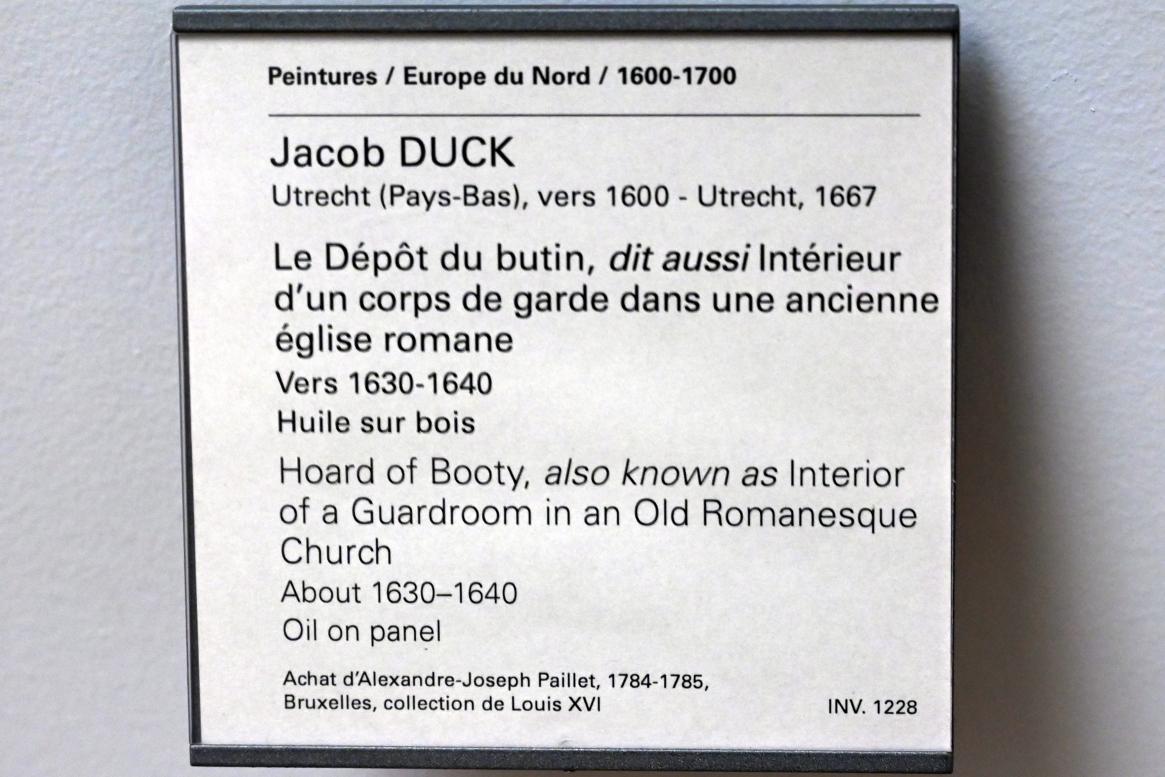 Peintures / Europe du Nord / 1600-1700
Jacob DUCK
Utrecht (Pays-Bas), vers 1600 - Utrecht, 1667
Le Dépôt du butin, dit aussi Intérieur
d'un corps de garde dans une ancienne
église romane
Vers 1630-1640
Huile sur bois
Hoard of Booty, also known as Interior
of a Guardroom in an Old Romanesque
Church
About 1630–1640
Oil on panel
Achat d'Alexandre-Joseph Paillet, 1784-1785,
Bruxelles, collection de Louis XVI
INV. 1228